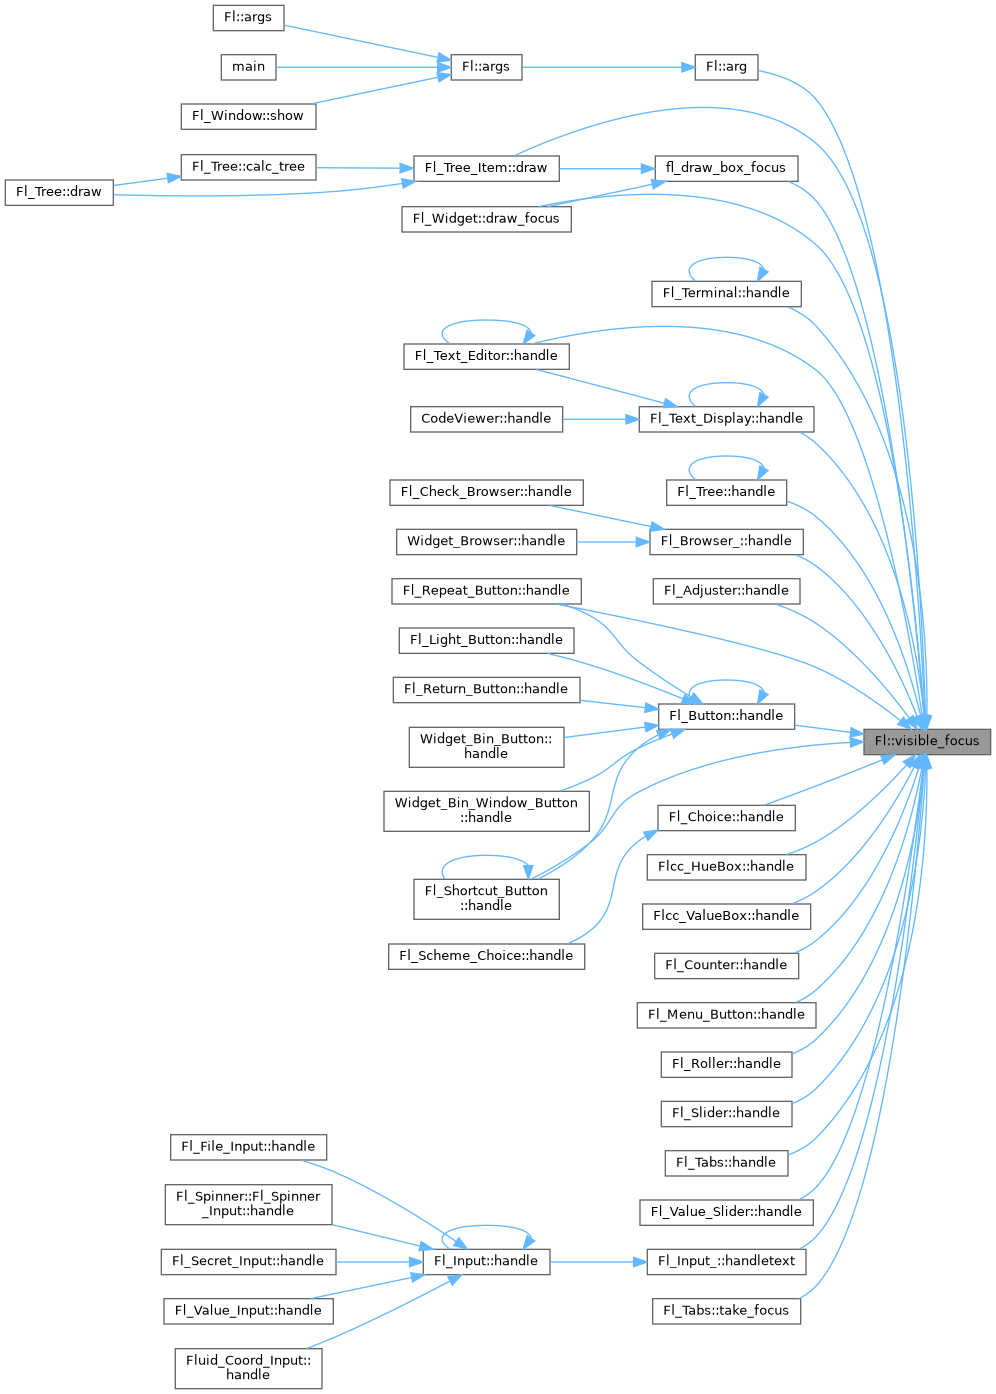 Fl::args
main
Fl::args
Fl::arg
Fl_Window::show
Fl_Tree::calc_tree
Fl_Tree_Item::draw
fl_draw_box_focus
Fl_Tree::draw
Fl_Widget::draw_focus
Fl_Terminal::handle
Fl_Text_Editor::handle
CodeViewer::handle
Fl_Text_Display::handle
Fl_Check_Browser::handle
Fl_Tree::handle
Widget_Browser::handle
Fl_Browser_::handle
Fl_Repeat_Button::handle
Fl_Adjuster::handle
Fl_Light_Button::handle
Fl_Return_Button::handle
Fl_Button::handle
Widget_Bin_Button::
handle
Fl::visible_focus
Widget_Bin_Window_Button
::handle
Fl_Choice::handle
Flcc_HueBox::handle
Fl_Shortcut_Button
::handle
Flcc_ValueBox::handle
Fl_Scheme_Choice::handle
Fl_Counter::handle
Fl_Menu_Button::handle
Fl_Roller::handle
Fl_Slider::handle
Fl_File_Input::handle
Fl_Tabs::handle
Fl_Spinner::Fl_Spinner
_Input::handle
Fl_Value_Slider::handle
Fl_Secret_Input::handle
Fl_Input::handle
Fl_Input_::handletext
Fl_Value_Input::handle
Fl_Tabs::take_focus
Fluid_Coord_Input::
handle